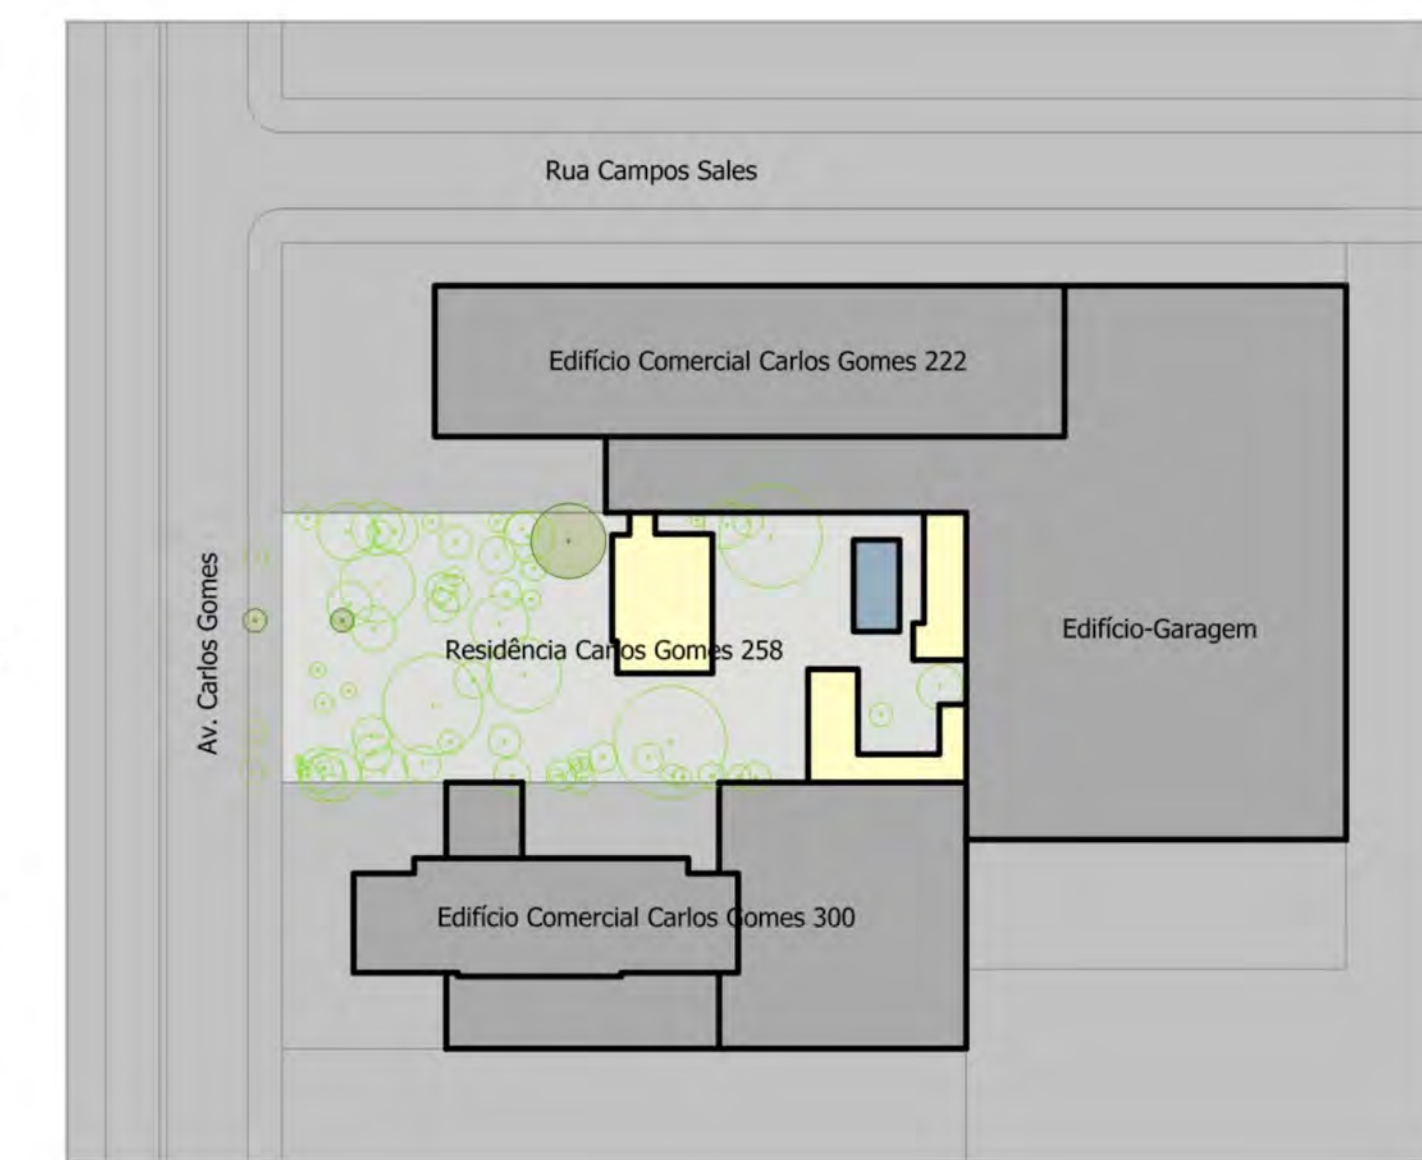 Rua Campos Sales
Edifício Comercial Carlos Gomes 222
Av. Carlos Gomes
Edifício-Garagem
Residência Carlos Gomes 258
Edifício Comercial Carlos Gomes 300